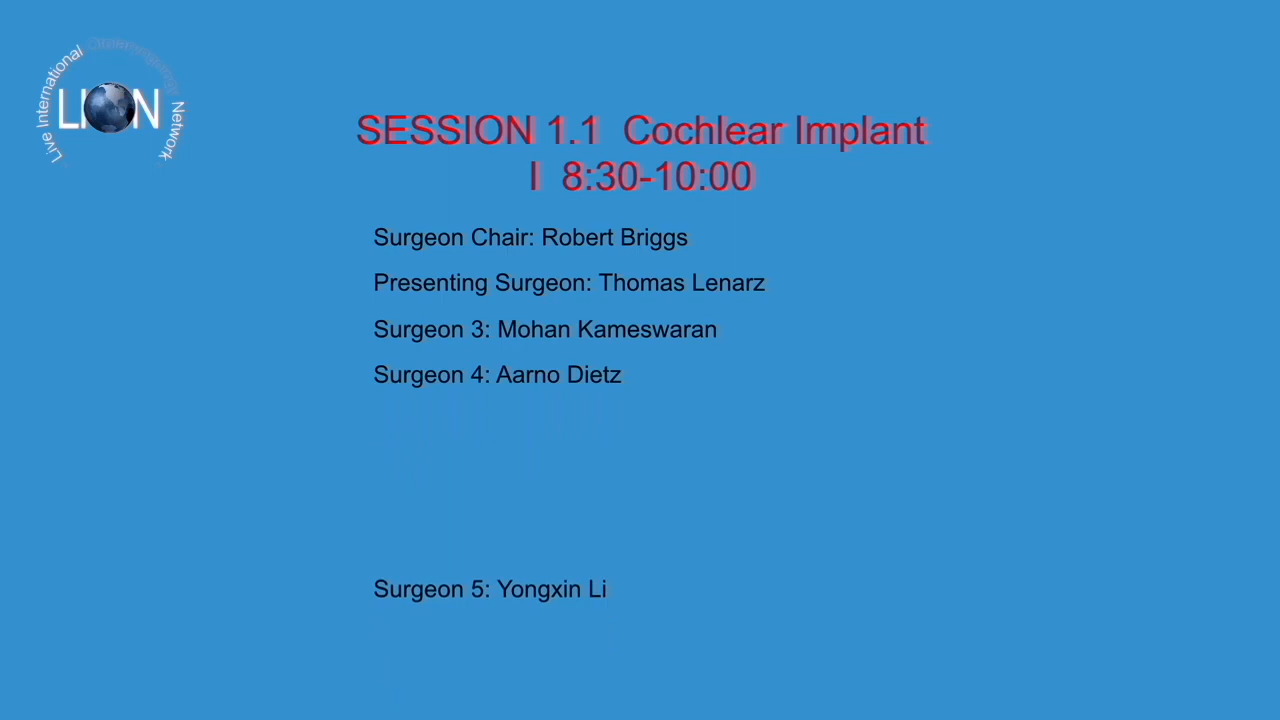 Live International Otolaryngology Network
LION
SESSION 1.1 Cochlear Implant
I 8:30-10:00
Surgeon Chair: Robert Briggs
Presenting Surgeon: Thomas Lenarz
Surgeon 3: Mohan Kameswaran
Surgeon 4: Aarno Dietz
Surgeon 5: Yongxin Li